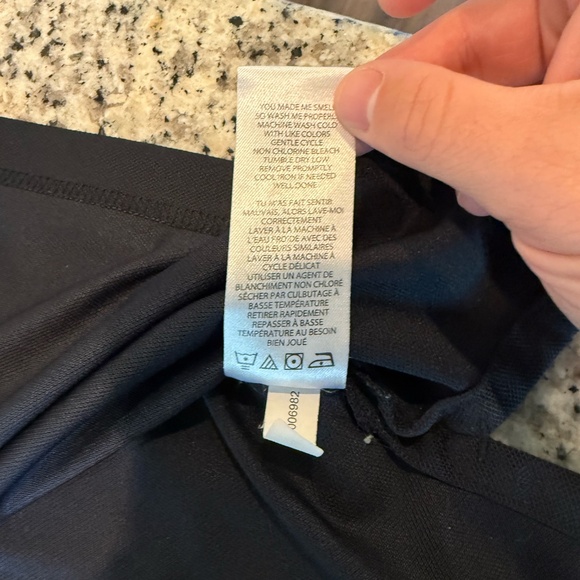 YOU MADE ME SMELL
SO WASH ME PROPERLY
MACHINE WASH COLD
WITH LIKE COLORS
GENTLE CYCLE
NON CHLORINE BLEACH
TUMBLE DRY LOW
REMOVE PROMPTLY
COOL IRON IF NEEDED
WELL DONE
TU M'AS FAIT SENTIR
MAUVAIS, ALORS LAVE-MOI
CORRECTEMENT
LAVER À LA MACHINE À
L'EAU FROIDE AVEC DES
COULEURS SIMILAIRES
LAVER À LA MACHINE À
CYCLE DÉLICAT
UTILISER UN AGENT DE
BLANCHIMENT NON CHLORÉ
SÉCHER PAR CULBUTAGE À
BASSE TEMPÉRATURE
RETIRER RAPIDEMENT
REPASSER À BASSE
TEMPÉRATURE AU BESOIN
BIEN JOUÉ
006982